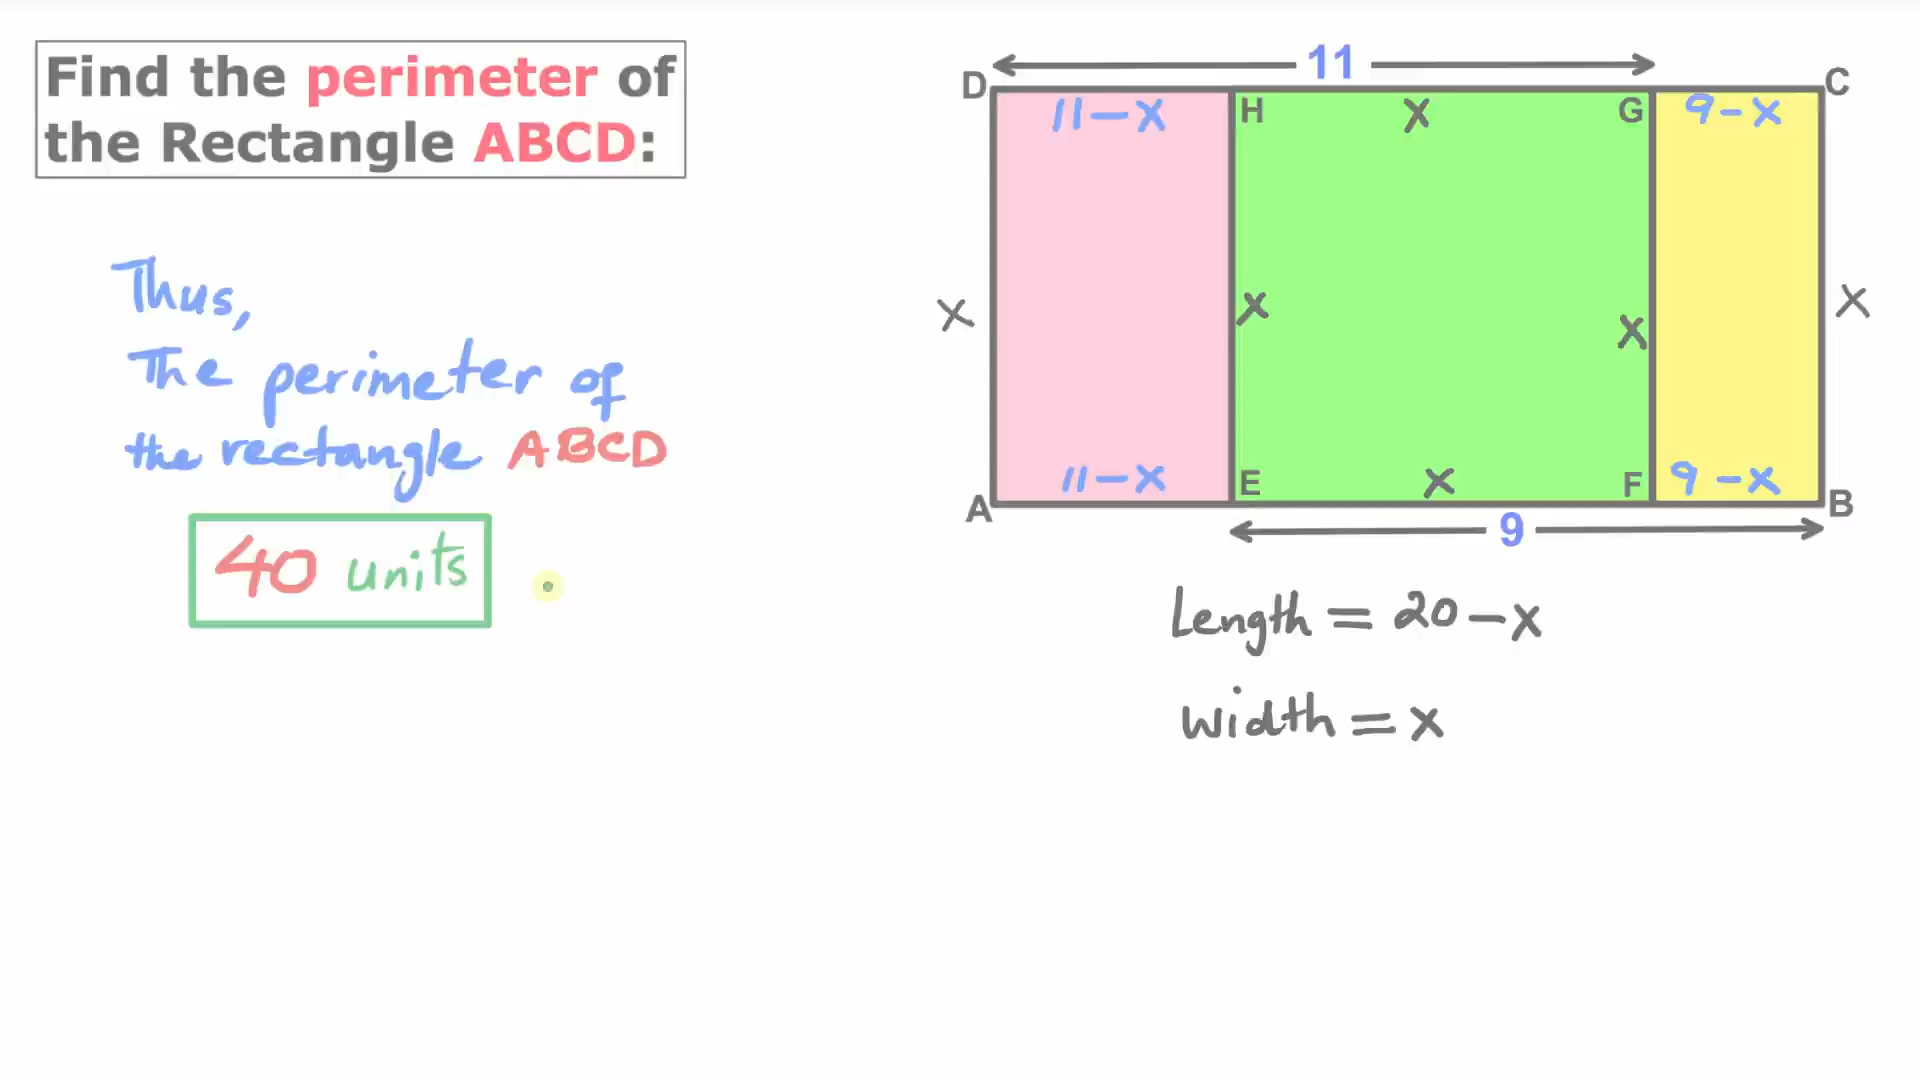 Find the perimeter of
the Rectangle ABCD:
Thus,
The perimeter of
the rectangle ABCD
40 units
11
D
C
11 - X
H
X
G
9 - X
X
X
X
X
11 - X
E
X
F
9 - X
A
B
9
Length = 20 - X
Width = X